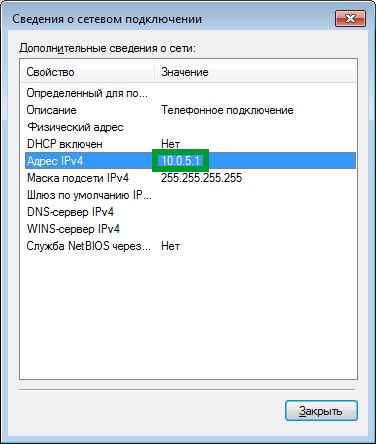 Сведения о сетевом подключении
Дополнительные сведения о сети:
Свойство Значение
Определенный для по...
Описание Телефонное подключение
Физический адрес
DHCP включен Нет
Адрес IPv4 10.0.5.1
Маска подсети IPv4 255.255.255.255
Шлюз по умолчанию IP...
DNS-сервер IPv4
WINS-сервер IPv4
Служба NetBIOS через... Нет
Закрыть